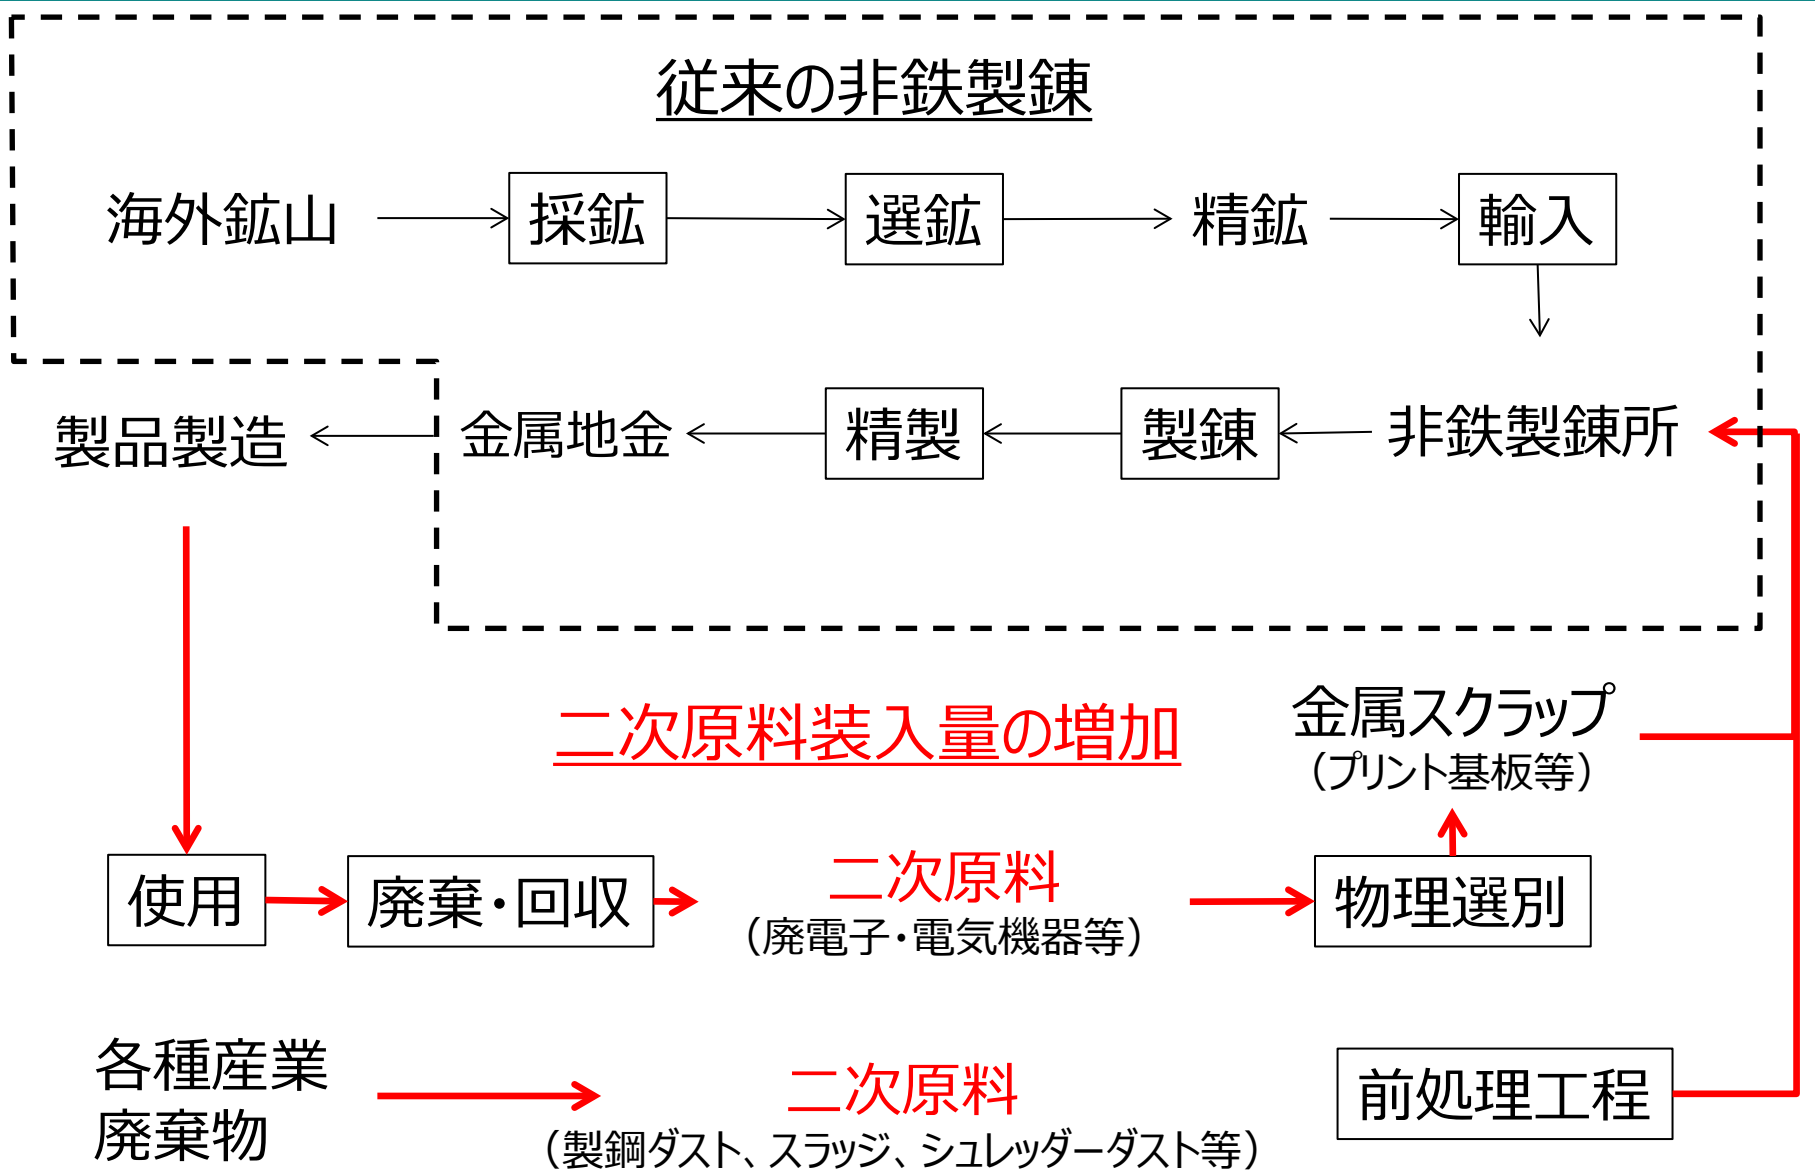 従来の非鉄製錬
海外鉱山
採鉱
選鉱
精鉱
輸入
製品製造
金属地金
精製
製錬
非鉄製錬所
二次原料装入量の増加
金属スクラップ
（プリント基板等）
使用
廃棄・回収
二次原料
（廃電子・電気機器等）
物理選別
各種産業
廃棄物
二次原料
（製鋼ダスト、スラッジ、シュレッダーダスト等）
前処理工程